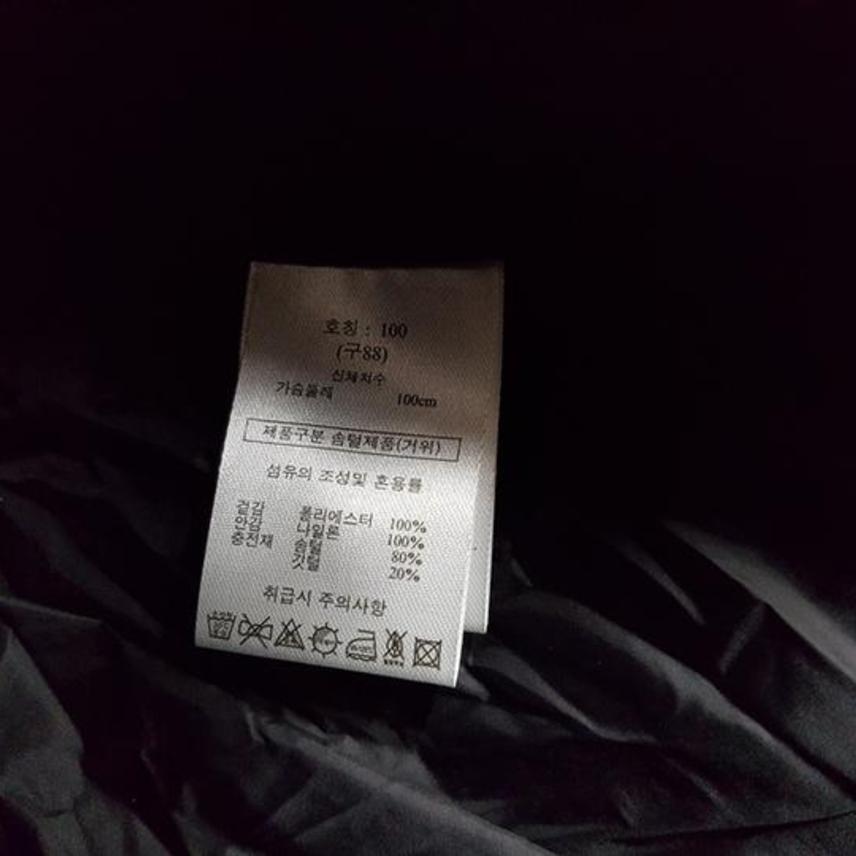 호칭 : 100
(구88)
신체치수
가슴둘레 100cm
제품구분 솜털제품(거위)
섬유의 조성및 혼용률
겉감 폴리에스터 100%
안감 나일론 100%
충전재 솜털 80%
깃털 20%
취급시 주의사항